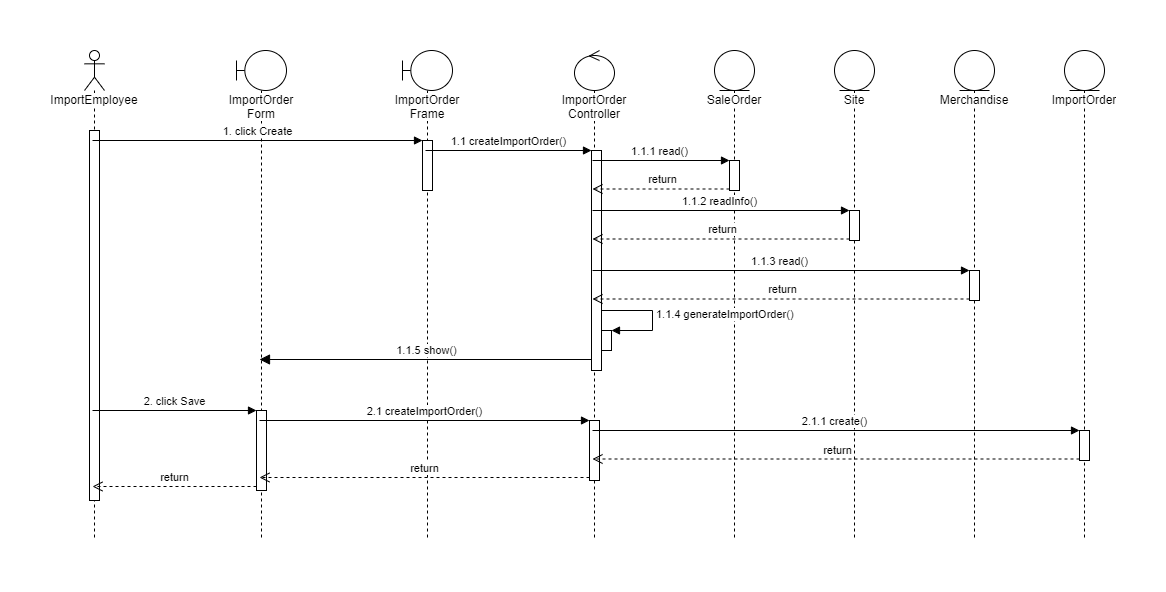 ImportEmployee
ImportOrder
Form
ImportOrder
Frame
ImportOrder
Controller
SaleOrder
Site
Merchandise
ImportOrder
1. click Create
1.1 createImportOrder()
1.1.1 read()
return
1.1.2 readInfo()
return
1.1.3 read()
return
1.1.4 generateImportOrder()
1.1.5 show()
2. click Save
2.1 createImportOrder()
2.1.1 create()
return
return
return